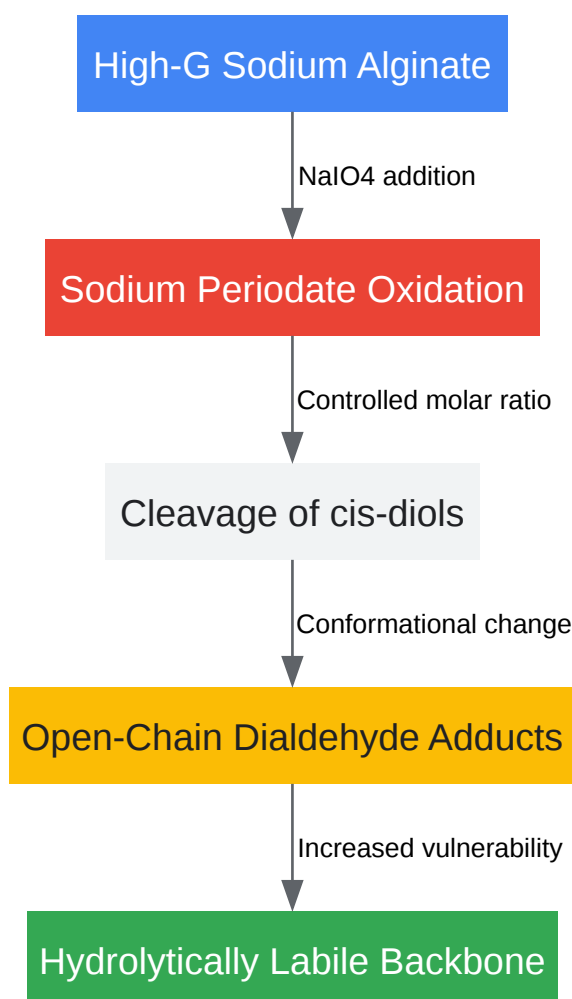 High-G Sodium Alginate
NaIO4 addition
Sodium Periodate Oxidation
Controlled molar ratio
Cleavage of cis-diols
Conformational change
Open-Chain Dialdehyde Adducts
Increased vulnerability
Hydrolytically Labile Backbone